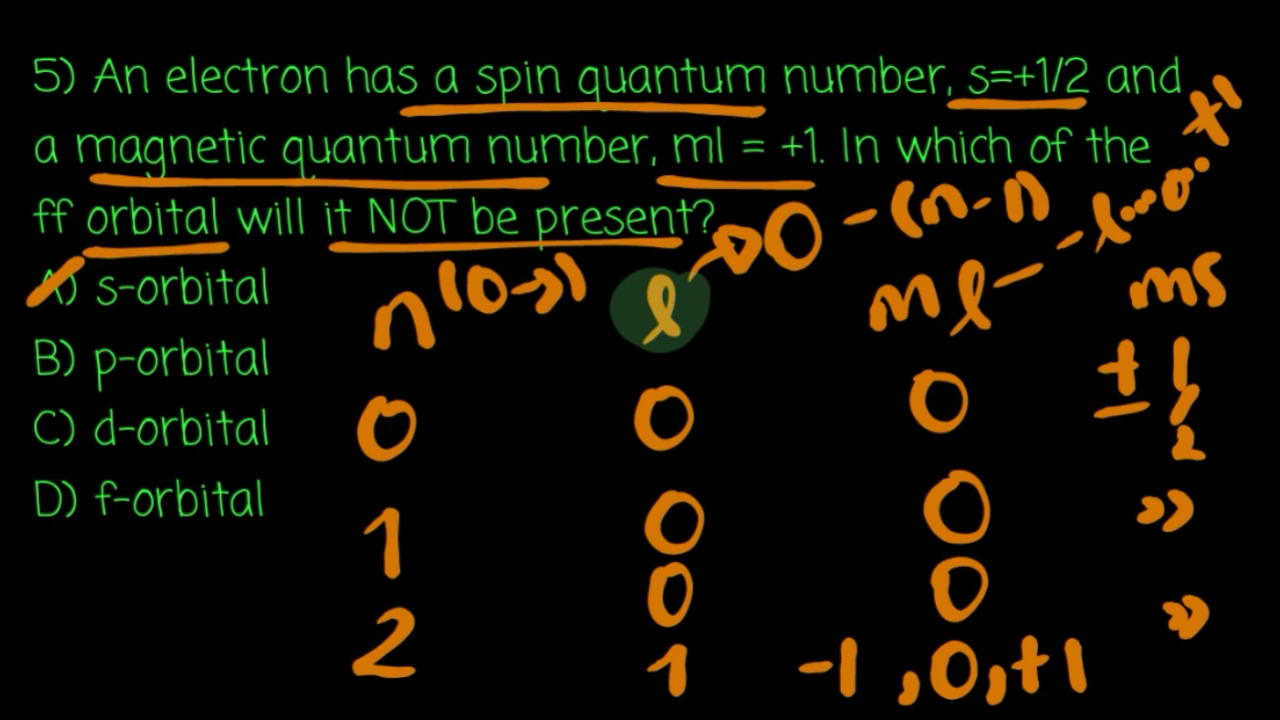 5) An electron has a spin quantum number, s=+1/2 and
a magnetic quantum number, ml = +1. In which of the
ff orbital will it NOT be present?
A) s-orbital
B) p-orbital
C) d-orbital
D) f-orbital
n (0→) l → 0 - (n-1) ml - - l...0..+l ms
0 0 0 ± 1/2
1 0 0 »
2 0 0 »
1 -1, 0, +1